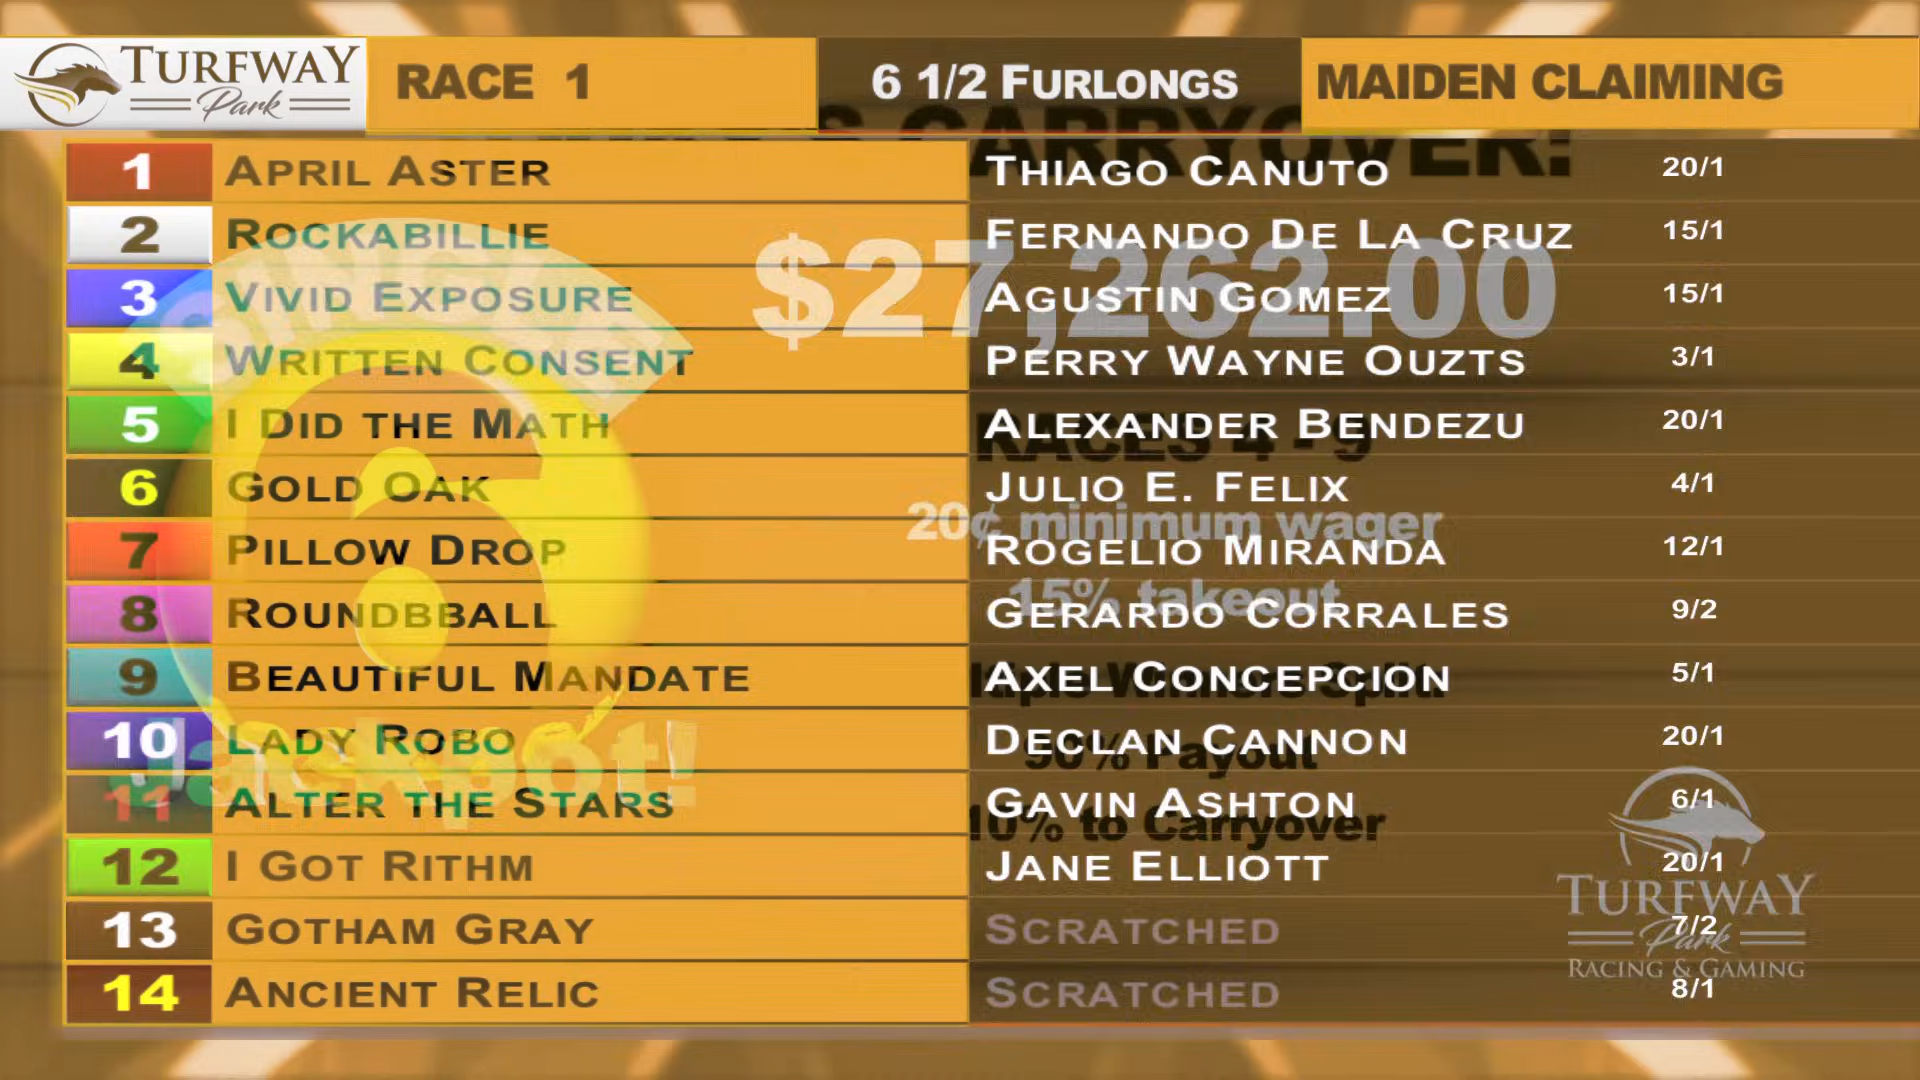 TURFWAY Park RACE 1 6 1/2 FURLONGS MAIDEN CLAIMING
CARRYOVER!
1 APRIL ASTER THIAGO CANUTO 20/1
2 ROCKABILLIE FERNANDO DE LA CRUZ 15/1
$27,262.00
3 VIVID EXPOSURE AGUSTIN GOMEZ 15/1
4 WRITTEN CONSENT PERRY WAYNE OUZTS 3/1
5 I DID THE MATH ALEXANDER BENDEZU 20/1
RACES 4 - 9
6 GOLD OAK JULIO E. FELIX 4/1
20¢ minimum wager
7 PILLOW DROP ROGELIO MIRANDA 12/1
15% takeout
8 ROUNDBBALL GERARDO CORRALES 9/2
9 BEAUTIFUL MANDATE AXEL CONCEPCION 5/1
10 LADY ROBO DECLAN CANNON 20/1
Jackpot!
90% Payout
11 ALTER THE STARS GAVIN ASHTON 6/1
10% to Carryover
12 I GOT RITHM JANE ELLIOTT 20/1
13 GOTHAM GRAY SCRATCHED 7/2
14 ANCIENT RELIC SCRATCHED 8/1
TURFWAY
Park
RACING & GAMING